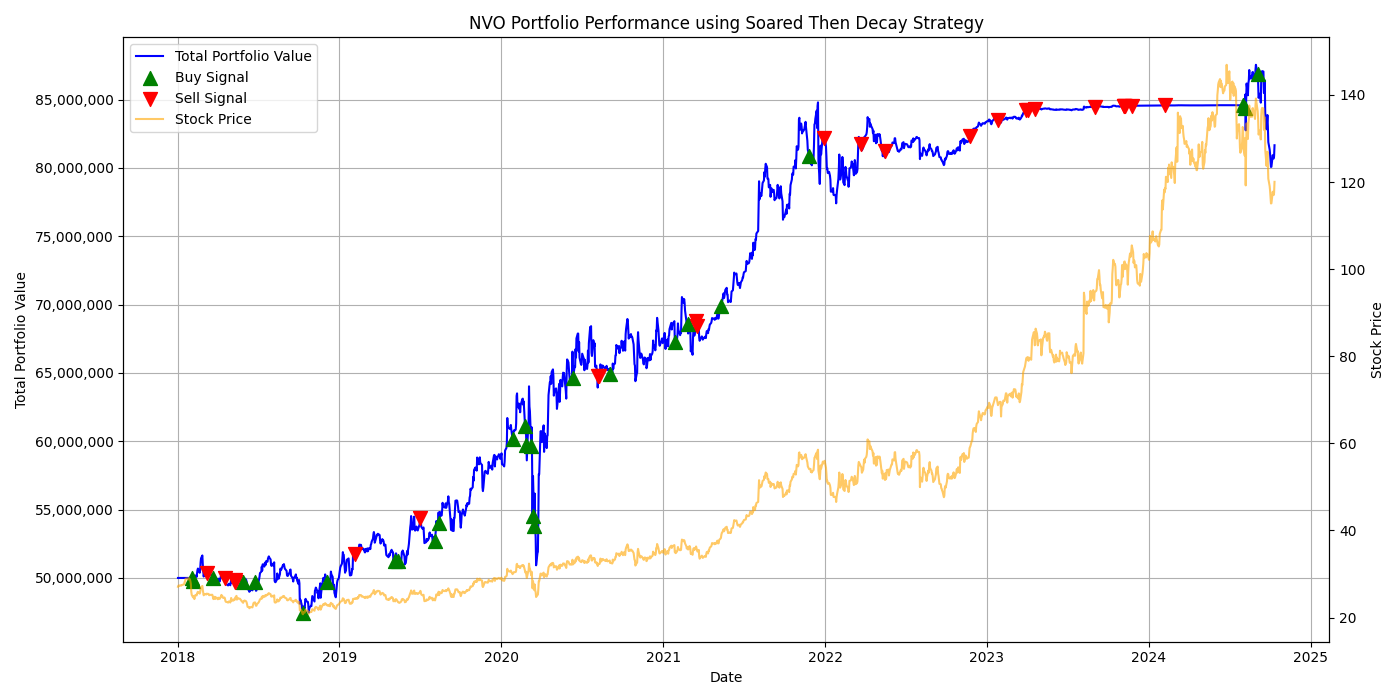 NVO Portfolio Performance using Soared Then Decay Strategy
Total Portfolio Value
Buy Signal
Sell Signal
Stock Price
85,000,000
80,000,000
75,000,000
70,000,000
65,000,000
60,000,000
55,000,000
50,000,000
Total Portfolio Value
140
120
100
80
60
40
20
Stock Price
2018
2019
2020
2021
2022
2023
2024
2025
Date